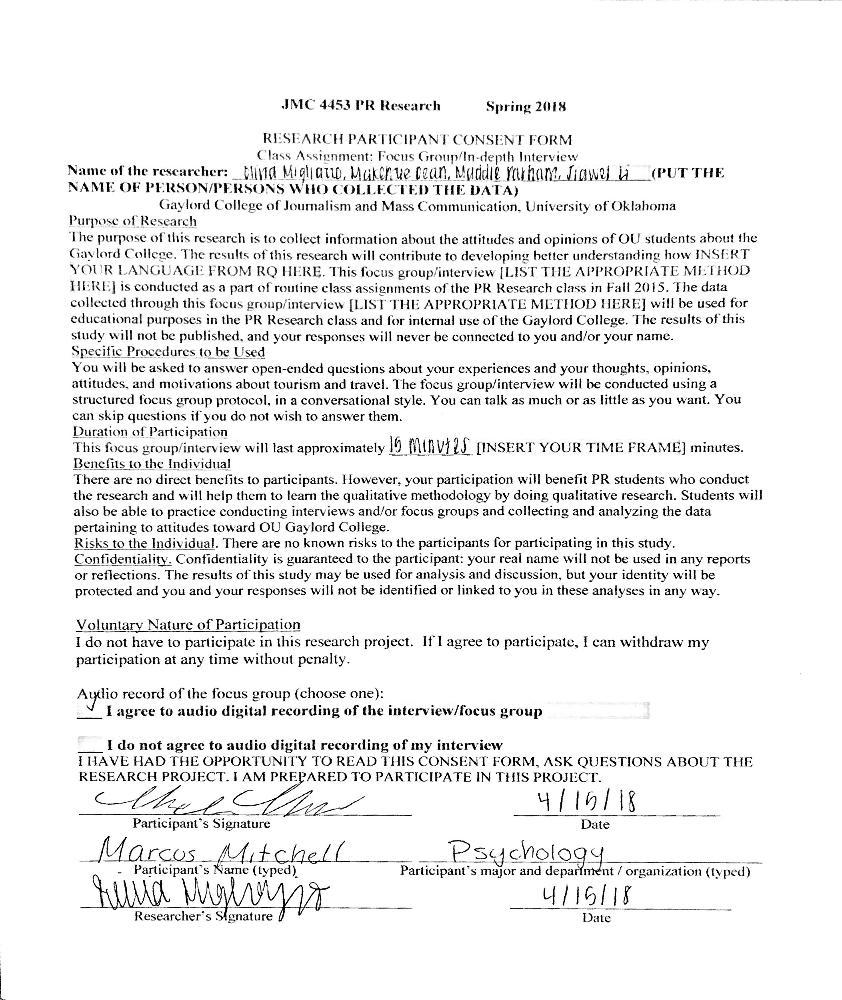 JMC 4453 PR Research Spring 2018
RESEARCH PARTICIPANT CONSENT FORM
Class Assignment: Focus Group/In-depth Interview
Name of the researcher: Maddie Parham, Jiawei Li (PUT THE
NAME OF PERSON/PERSONS WHO COLLECTED THE DATA)
Gaylord College of Journalism and Mass Communication, University of Oklahoma
Purpose of Research
The purpose of this research is to collect information about the attitudes and opinions of OU students about the
Gaylord College. The results of this research will contribute to developing better understanding how INSERT
YOUR LANGUAGE FROM RQ HERE. This focus group/interview [LIST THE APPROPRIATE METHOD
HERE] is conducted as a part of routine class assignments of the PR Research class in Fall 2015. The data
collected through this focus group/interview [LIST THE APPROPRIATE METHOD HERE] will be used for
educational purposes in the PR Research class and for internal use of the Gaylord College. The results of this
study will not be published, and your responses will never be connected to you and/or your name.
Specific Procedures to be Used
You will be asked to answer open-ended questions about your experiences and your thoughts, opinions,
attitudes, and motivations about tourism and travel. The focus group/interview will be conducted using a
structured focus group protocol, in a conversational style. You can talk as much or as little as you want. You
can skip questions if you do not wish to answer them.
Duration of Participation
This focus group/interview will last approximately 15 minutes [INSERT YOUR TIME FRAME] minutes.
Benefits to the Individual
There are no direct benefits to participants. However, your participation will benefit PR students who conduct
the research and will help them to learn the qualitative methodology by doing qualitative research. Students will
also be able to practice conducting interviews and/or focus groups and collecting and analyzing the data
pertaining to attitudes toward OU Gaylord College.
Risks to the Individual. There are no known risks to the participants for participating in this study.
Confidentiality. Confidentiality is guaranteed to the participant: your real name will not be used in any reports
or reflections. The results of this study may be used for analysis and discussion, but your identity will be
protected and you and your responses will not be identified or linked to you in these analyses in any way.
Voluntary Nature of Participation
I do not have to participate in this research project. If I agree to participate, I can withdraw my
participation at any time without penalty.
Audio record of the focus group (choose one):
I agree to audio digital recording of the interview/focus group
I do not agree to audio digital recording of my interview
I HAVE HAD THE OPPORTUNITY TO READ THIS CONSENT FORM, ASK QUESTIONS ABOUT THE
RESEARCH PROJECT. I AM PREPARED TO PARTICIPATE IN THIS PROJECT.
4/15/18
Participant's Signature Date
Marcus Mitchell Psychology
Participant's Name (typed) Participant's major and department / organization (typed)
4/15/18
Researcher's Signature Date